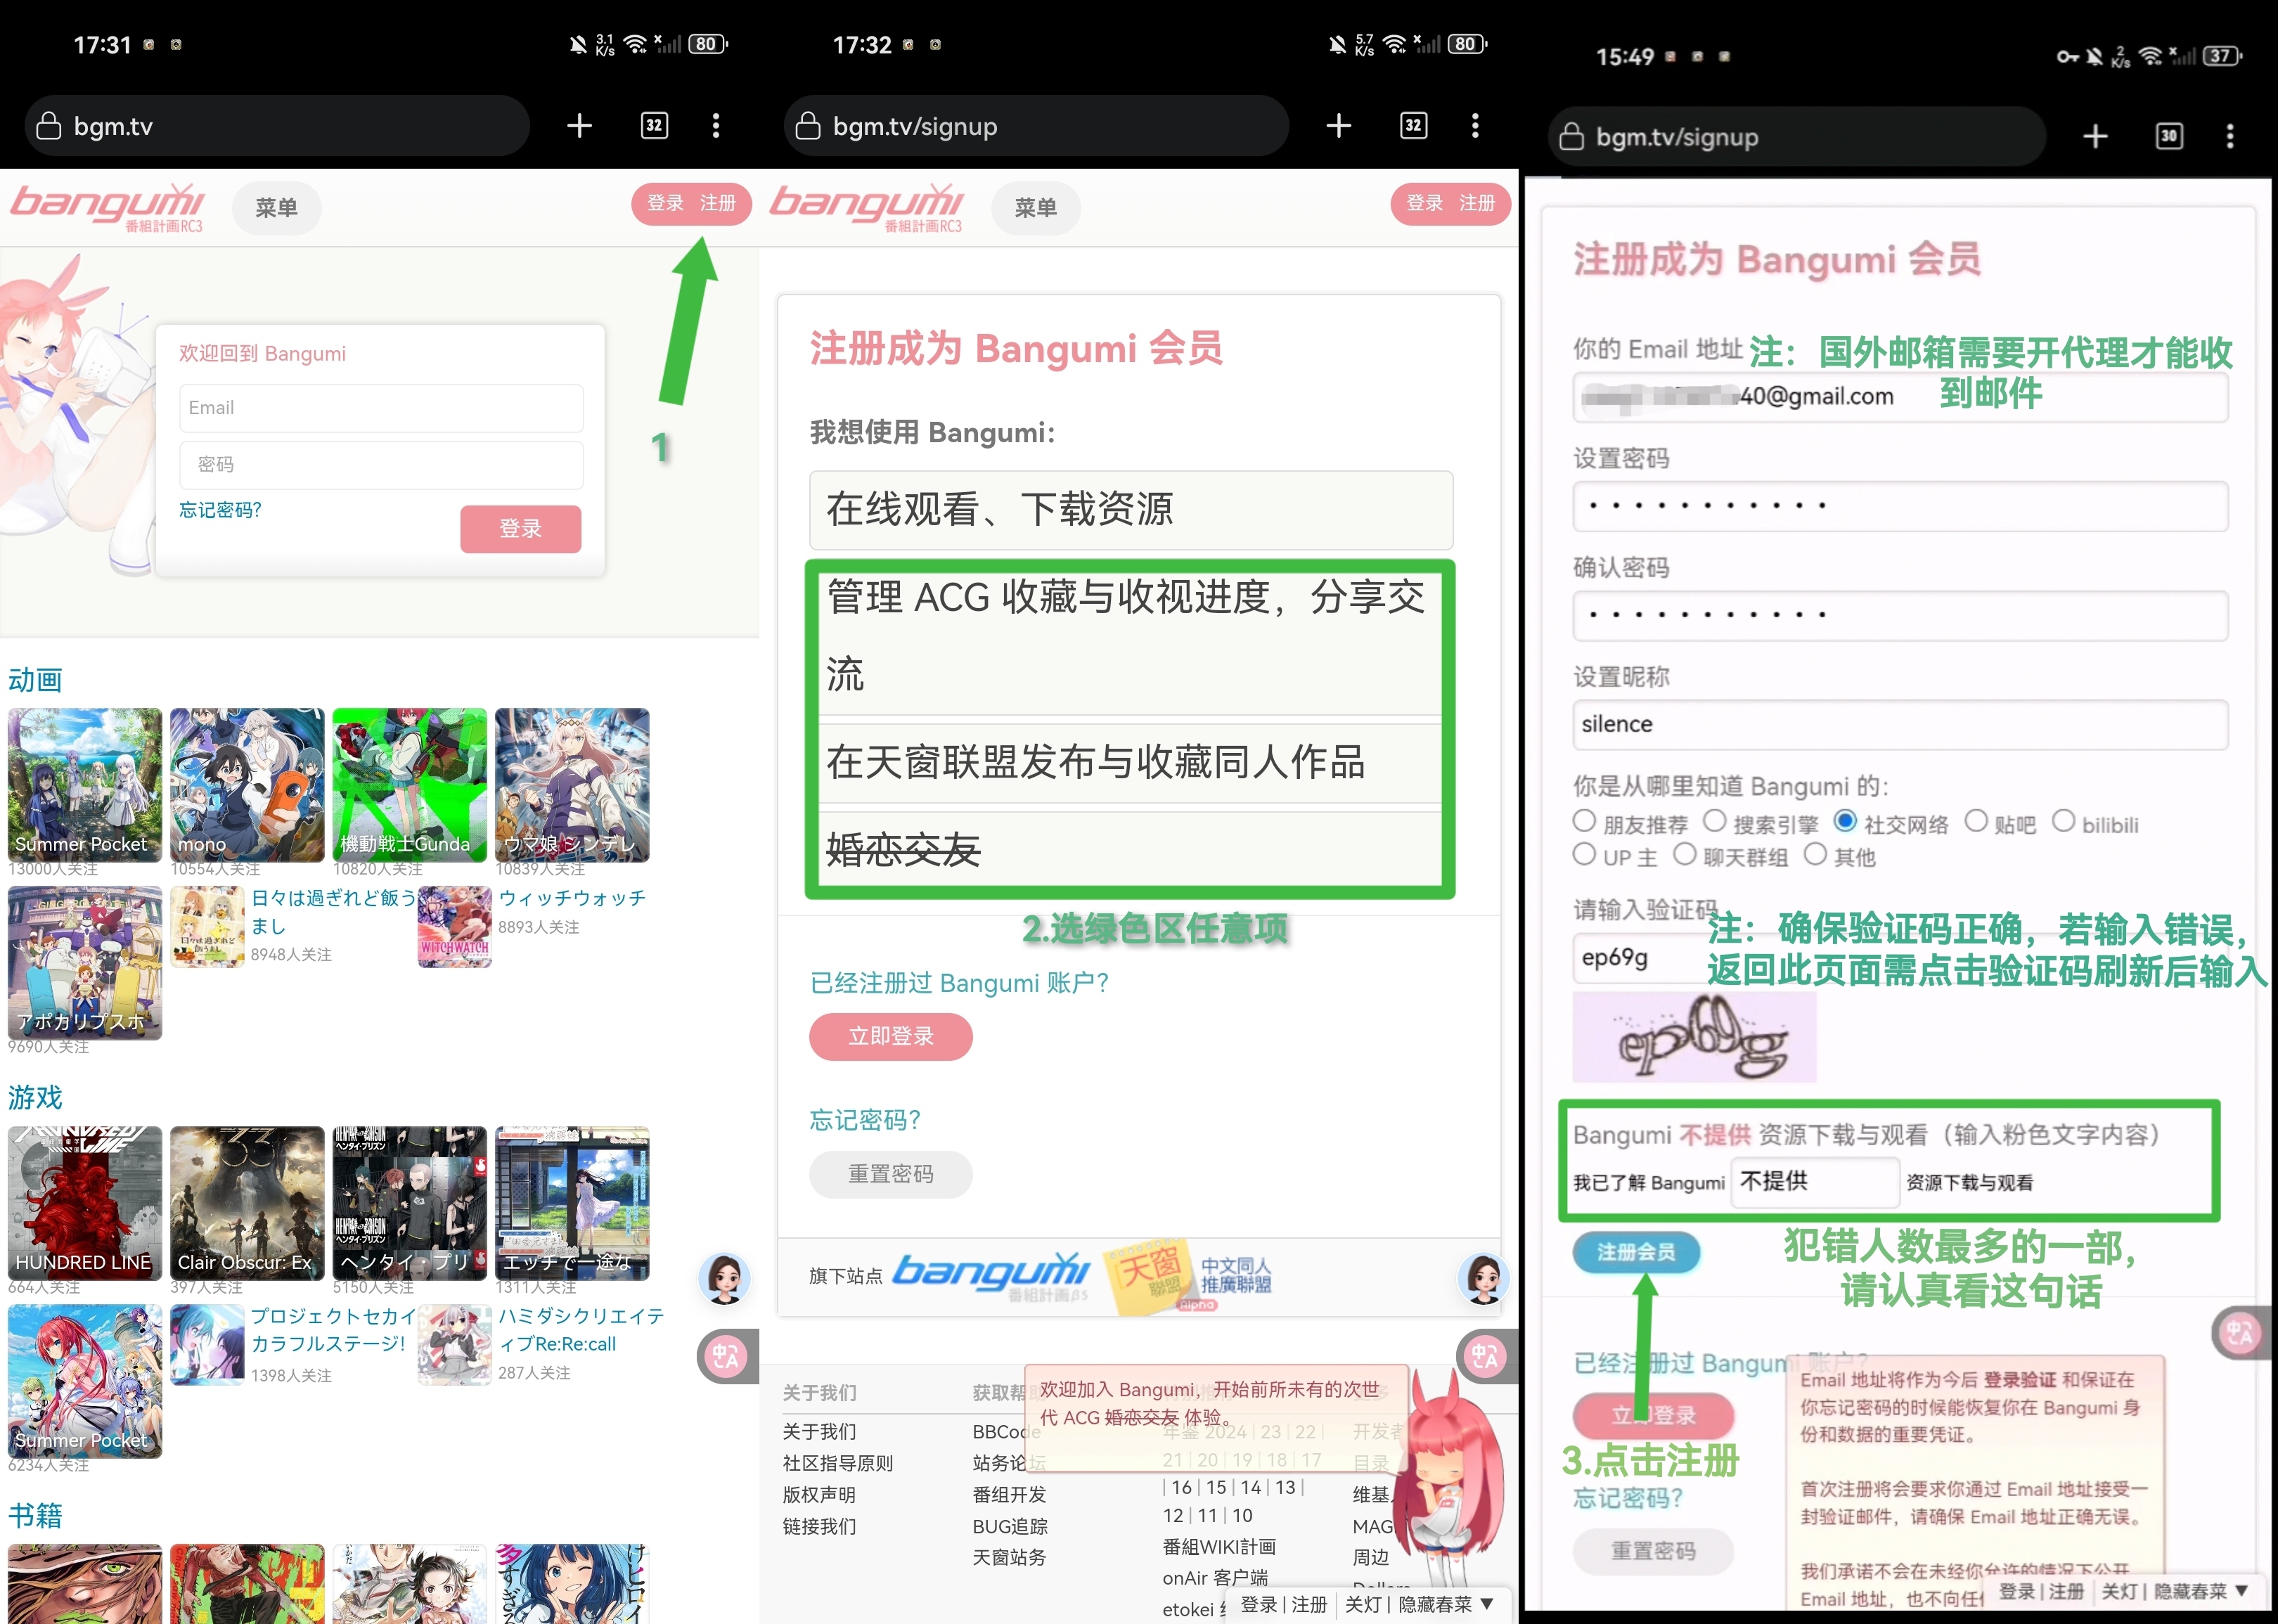 17:31
3.1
K/s
80
bgm.tv
32
bangumi
番組計画RC3
菜单
登录 注册
1
欢迎回到 Bangumi
Email
密码
忘记密码?
登录
动画
Summer Pocket
13000人关注
mono
10554人关注
機動戦士Gunda
10820人关注
ウマ娘 シンデレ
10839人关注
アポカリプスホ
9690人关注
日々は過ぎれど飯う
まし
8948人关注
WITCH WATCH
ウィッチウォッチ
8893人关注
游戏
HUNDRED LINE
664人关注
Clair Obscur: Ex
397人关注
ヘンタイ・プリ
5150人关注
エッチで一途な
1311人关注
Summer Pocket
6234人关注
プロジェクトセカイ
カラフルステージ!
1398人关注
ハミダシクリエイテ
ィブRe:Re:call
287人关注
书籍
17:32
5.7
K/s
80
bgm.tv/signup
32
bangumi
番組計画RC3
菜单
登录 注册
注册成为 Bangumi 会员
我想使用 Bangumi:
在线观看、下载资源
管理 ACG 收藏与收视进度，分享交
流
在天窗联盟发布与收藏同人作品
婚恋交友
2.选绿色区任意项
已经注册过 Bangumi 账户?
立即登录
忘记密码?
重置密码
旗下站点
bangumi
番組計画β5
天窗
联盟
Alpha
中文同人
推廣聯盟
欢迎加入 Bangumi，开始前所未有的次世
代 ACG 婚恋交友 体验。
关于我们
关于我们
社区指导原则
版权声明
链接我们
获取帮
BBCode
站务论坛
番组开发
BUG追踪
天窗站务
年鉴 2024 | 23 | 22 |
21 | 20 | 19 | 18 | 17
| 16 | 15 | 14 | 13 |
12 | 11 | 10
番組WIKI計画
onAir 客户端
etokei
开发者
目录
维基
MAG
周边
登录 | 注册 关灯 | 隐藏春菜 ▼
15:49
2
K/s
37
bgm.tv/signup
30
注册成为 Bangumi 会员
你的 Email 地址
注：国外邮箱需要开代理才能收
到邮件
40@gmail.com
设置密码
确认密码
设置昵称
silence
你是从哪里知道 Bangumi 的:
朋友推荐 搜索引擎 社交网络 贴吧 bilibili
UP 主 聊天群组 其他
请输入验证码
注：确保验证码正确，若输入错误，
返回此页面需点击验证码刷新后输入
ep69g
ep69g
Bangumi 不提供 资源下载与观看（输入粉色文字内容）
我已了解 Bangumi 不提供 资源下载与观看
注册会员
犯错人数最多的一部，
请认真看这句话
已经注册过 Bangumi 账户?
立即登录
3.点击注册
忘记密码?
重置密码
Email 地址将作为今后 登录验证 和保证在
你忘记密码的时候能恢复你在 Bangumi 身
份和数据的重要凭证。
首次注册将会要求你通过 Email 地址接受一
封验证邮件，请确保 Email 地址正确无误。
我们承诺不会在未经你允许的情况下公开
Email 地址，也不向任
登录 | 注册 关灯 | 隐藏春菜 ▼